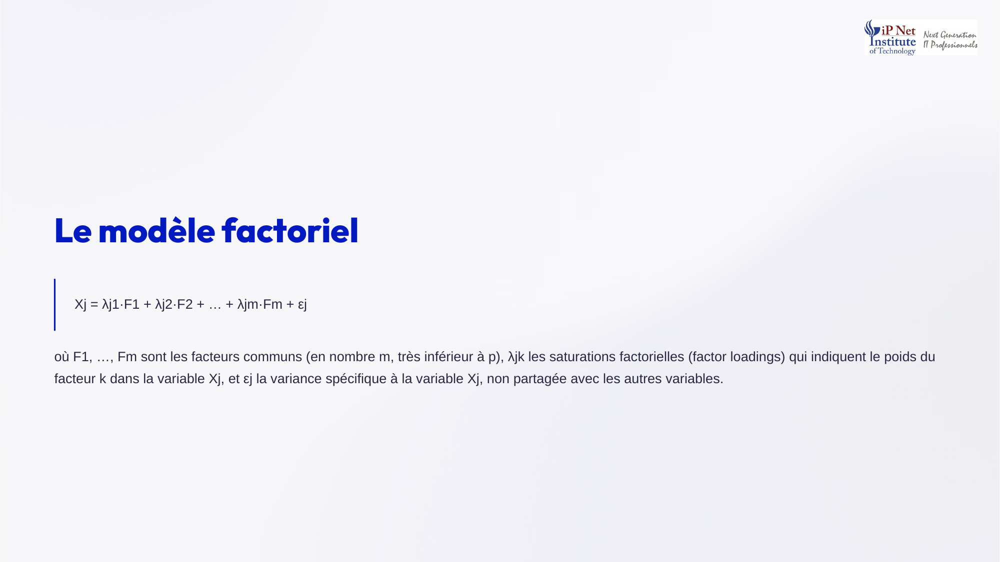 iP Net
Institute
of Technology
Next Generation
IT Professionnels
Le modèle factoriel
Xj = λj1·F1 + λj2·F2 + … + λjm·Fm + εj
où F1, …, Fm sont les facteurs communs (en nombre m, très inférieur à p), λjk les saturations factorielles (factor loadings) qui indiquent le poids du
facteur k dans la variable Xj, et εj la variance spécifique à la variable Xj, non partagée avec les autres variables.